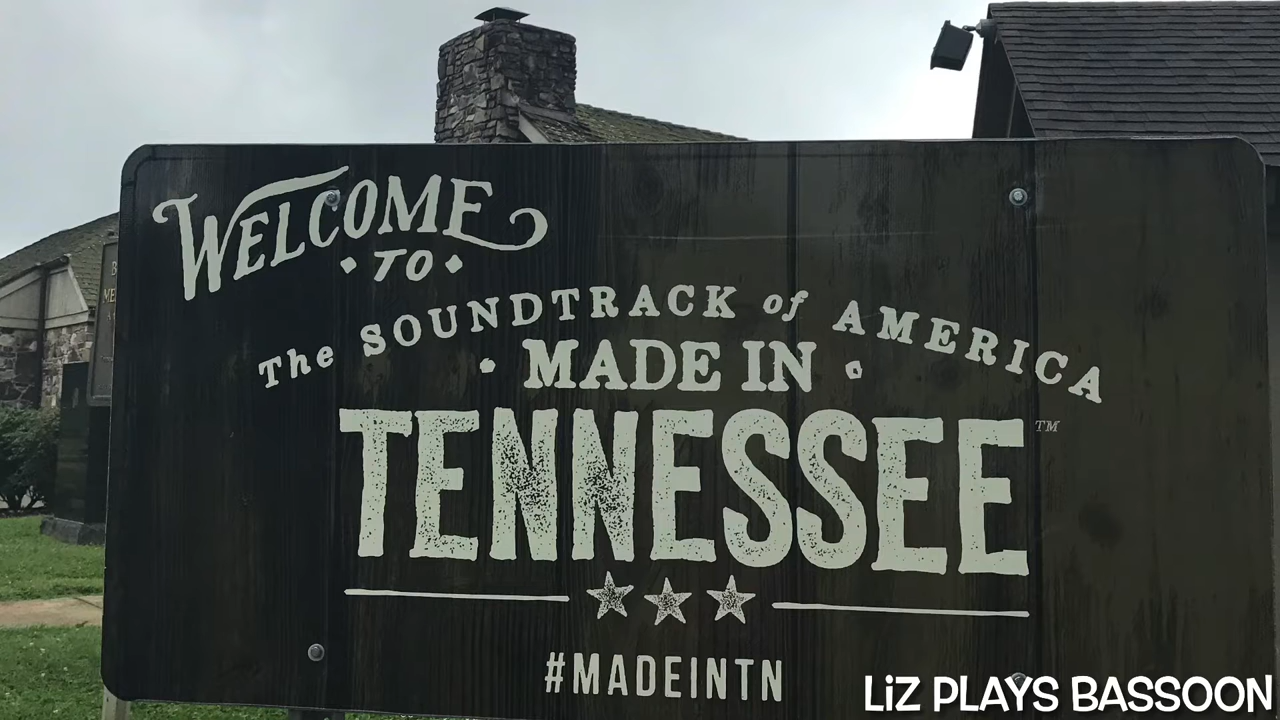 WELCOME
• TO •
The SOUNDTRACK of AMERICA
• MADE IN •
TENNESSEE™
#MADEINTN
LiZ PLAYS BASSOON